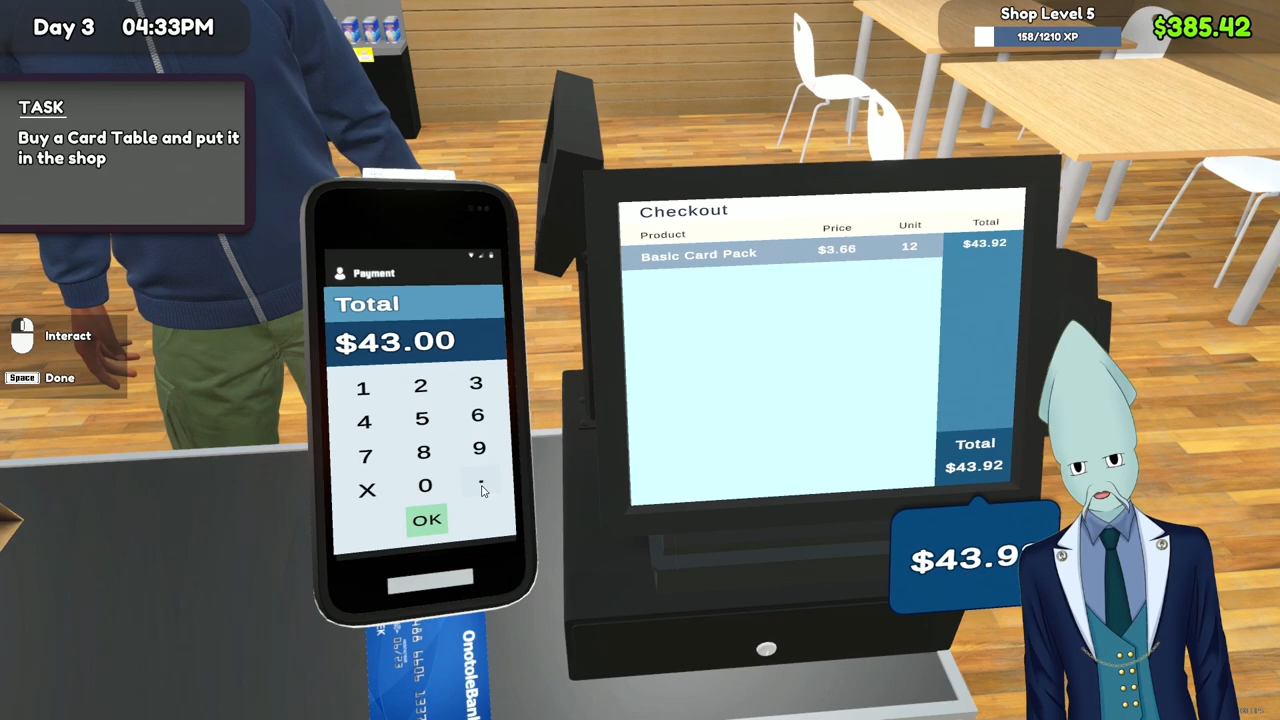 Day 3 04:33PM
Shop Level 5
158/1210 XP
$385.42
TASK
Buy a Card Table and put it
in the shop
Interact
Space Done
Payment
Total
$43.00
1 2 3
4 5 6
7 8 9
X 0 .
OK
Checkout
Product Price Unit Total
Basic Card Pack $3.66 12 $43.92
Total
$43.92
$43.9
OnotoleBank